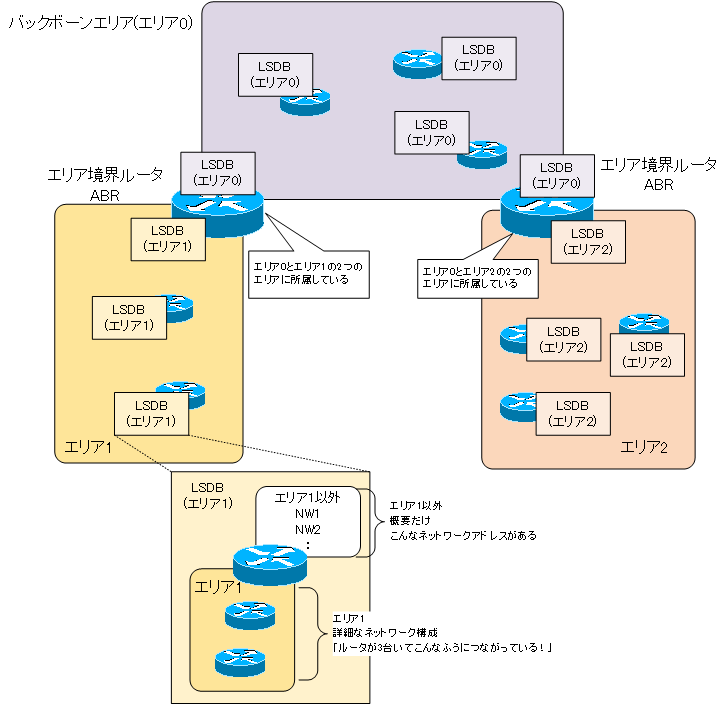 バックボーンエリア(エリア0)
LSDB
(エリア0)
LSDB
(エリア0)
LSDB
(エリア0)
エリア境界ルータ
ABR
LSDB
(エリア0)
LSDB
(エリア0)
エリア境界ルータ
ABR
LSDB
(エリア1)
エリア0とエリア1の2つの
エリアに所属している
エリア0とエリア2の2つの
エリアに所属している
LSDB
(エリア2)
LSDB
(エリア1)
LSDB
(エリア2)
LSDB
(エリア2)
LSDB
(エリア1)
LSDB
(エリア2)
エリア1
エリア2
LSDB
(エリア1)
エリア1以外
NW1
NW2
:
エリア1以外
概要だけ
こんなネットワークアドレスがある
エリア1
エリア1
詳細なネットワーク構成
「ルータが3台いてこんなふうにつながっている！」